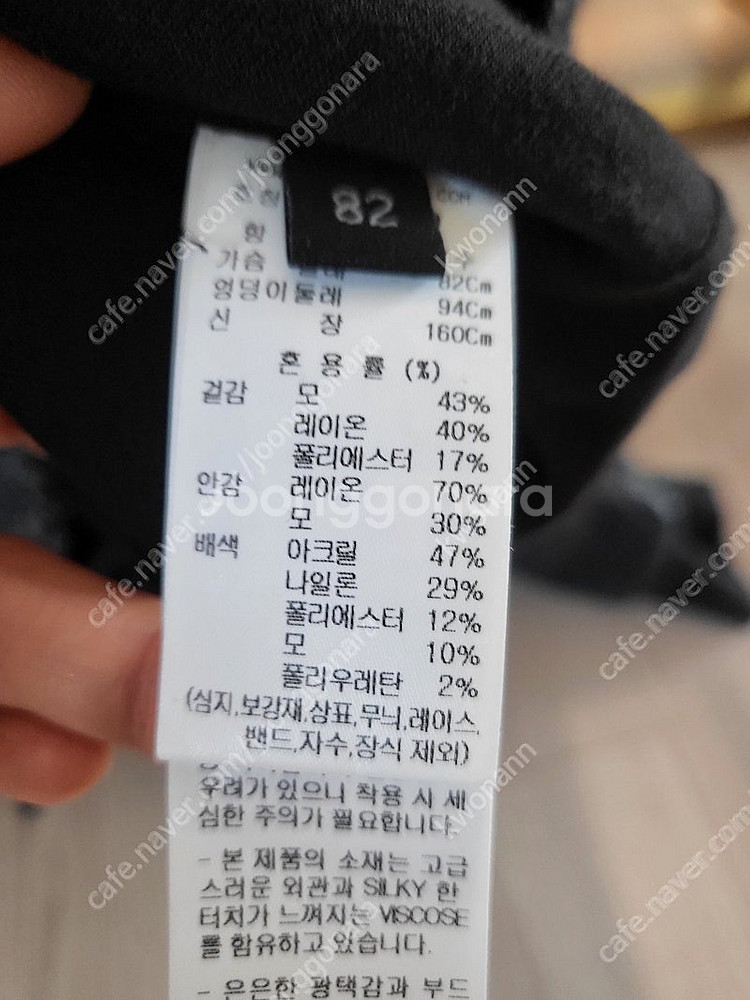 82
COM
82Cm
엉덩이둘레 94Cm
신 장 160Cm
혼 용 률 (%)
겉감 모 43%
레이온 40%
폴리에스터 17%
안감 레이온 70%
모 30%
배색 아크릴 47%
나일론 29%
폴리에스터 12%
모 10%
폴리우레탄 2%
(심지,보강재,상표,무늬,레이스,
밴드,자수,장식 제외)
우려가 있으니 착용 시 세
심한 주의가 필요합니다.
- 본 제품의 소재는 고급
스러운 외관과 SILKY 한
터치가 느껴지는 VISCOSE
를 함유하고 있습니다.
- 은은한 광택감과 부드
joonggonara
cafe.naver.com/joonggonara
kwonann